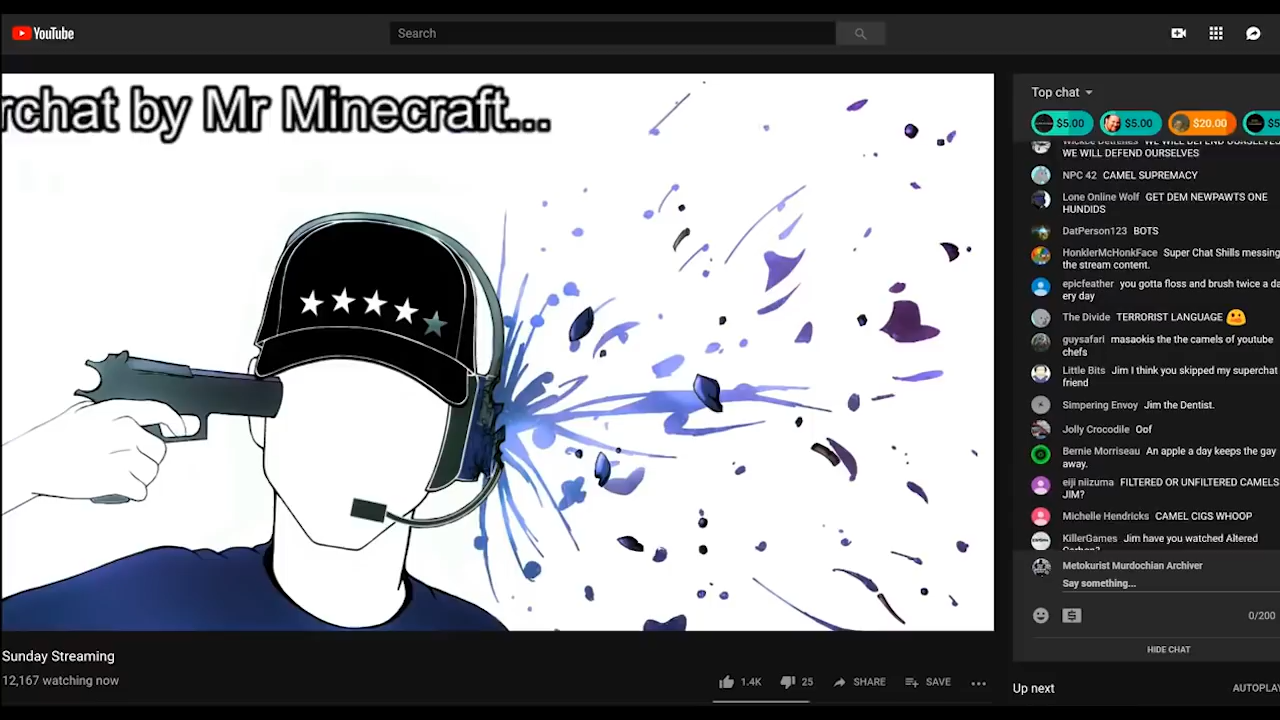 YouTube
Search
rchat by Mr Minecraft...
Sunday Streaming
12,167 watching now
1.4K
25
SHARE
SAVE
Top chat
$5.00
$5.00
$20.00
WE WILL DEFEND OURSELVES
NPC 42 CAMEL SUPREMACY
Lone Online Wolf GET DEM NEWPAWTS ONE
HUNDIDS
DatPerson123 BOTS
HonklerMcHonkFace Super Chat Shills messing
the stream content.
epicfeather you gotta floss and brush twice a da
ery day
The Divide TERRORIST LANGUAGE
guysafari masaokis the the camels of youtube
chefs
Little Bits Jim I think you skipped my superchat
friend
Simpering Envoy Jim the Dentist.
Jolly Crocodile Oof
Bernie Morriseau An apple a day keeps the gay
away.
eiji niizuma FILTERED OR UNFILTERED CAMELS
JIM?
Michelle Hendricks CAMEL CIGS WHOOP
KillerGames Jim have you watched Altered
Metokurist Murdochian Archiver
Say something...
0/200
HIDE CHAT
Up next
AUTOPLAY